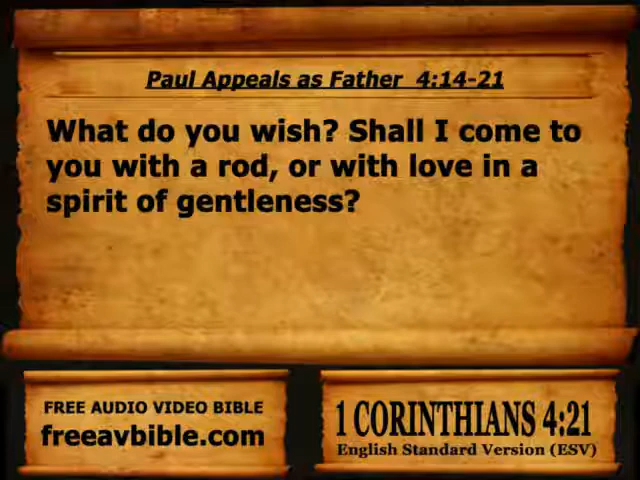 Paul Appeals as Father 4:14-21
What do you wish? Shall I come to
you with a rod, or with love in a
spirit of gentleness?
FREE AUDIO VIDEO BIBLE
freeavbible.com
1 CORINTHIANS 4:21
English Standard Version (ESV)